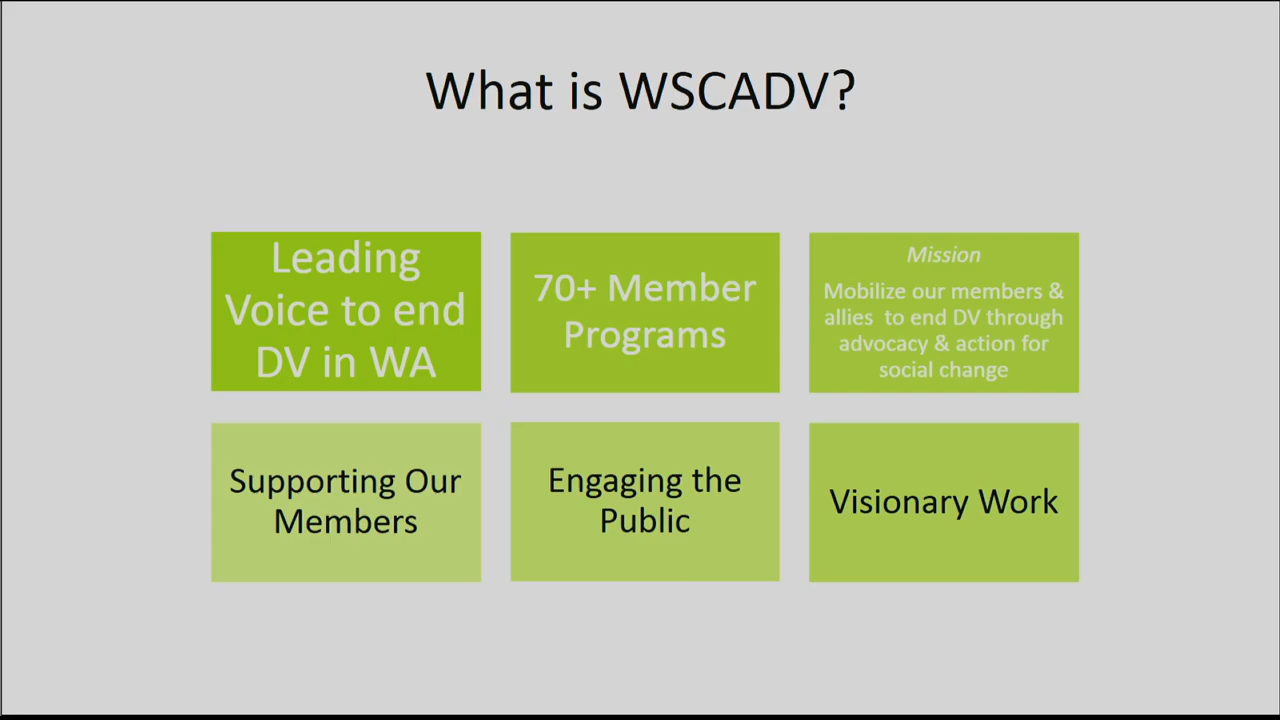 What is WSCADV?
Leading
Voice to end
DV in WA
70+ Member
Programs
Mission
Mobilize our members &
allies to end DV through
advocacy & action for
social change
Supporting Our
Members
Engaging the
Public
Visionary Work